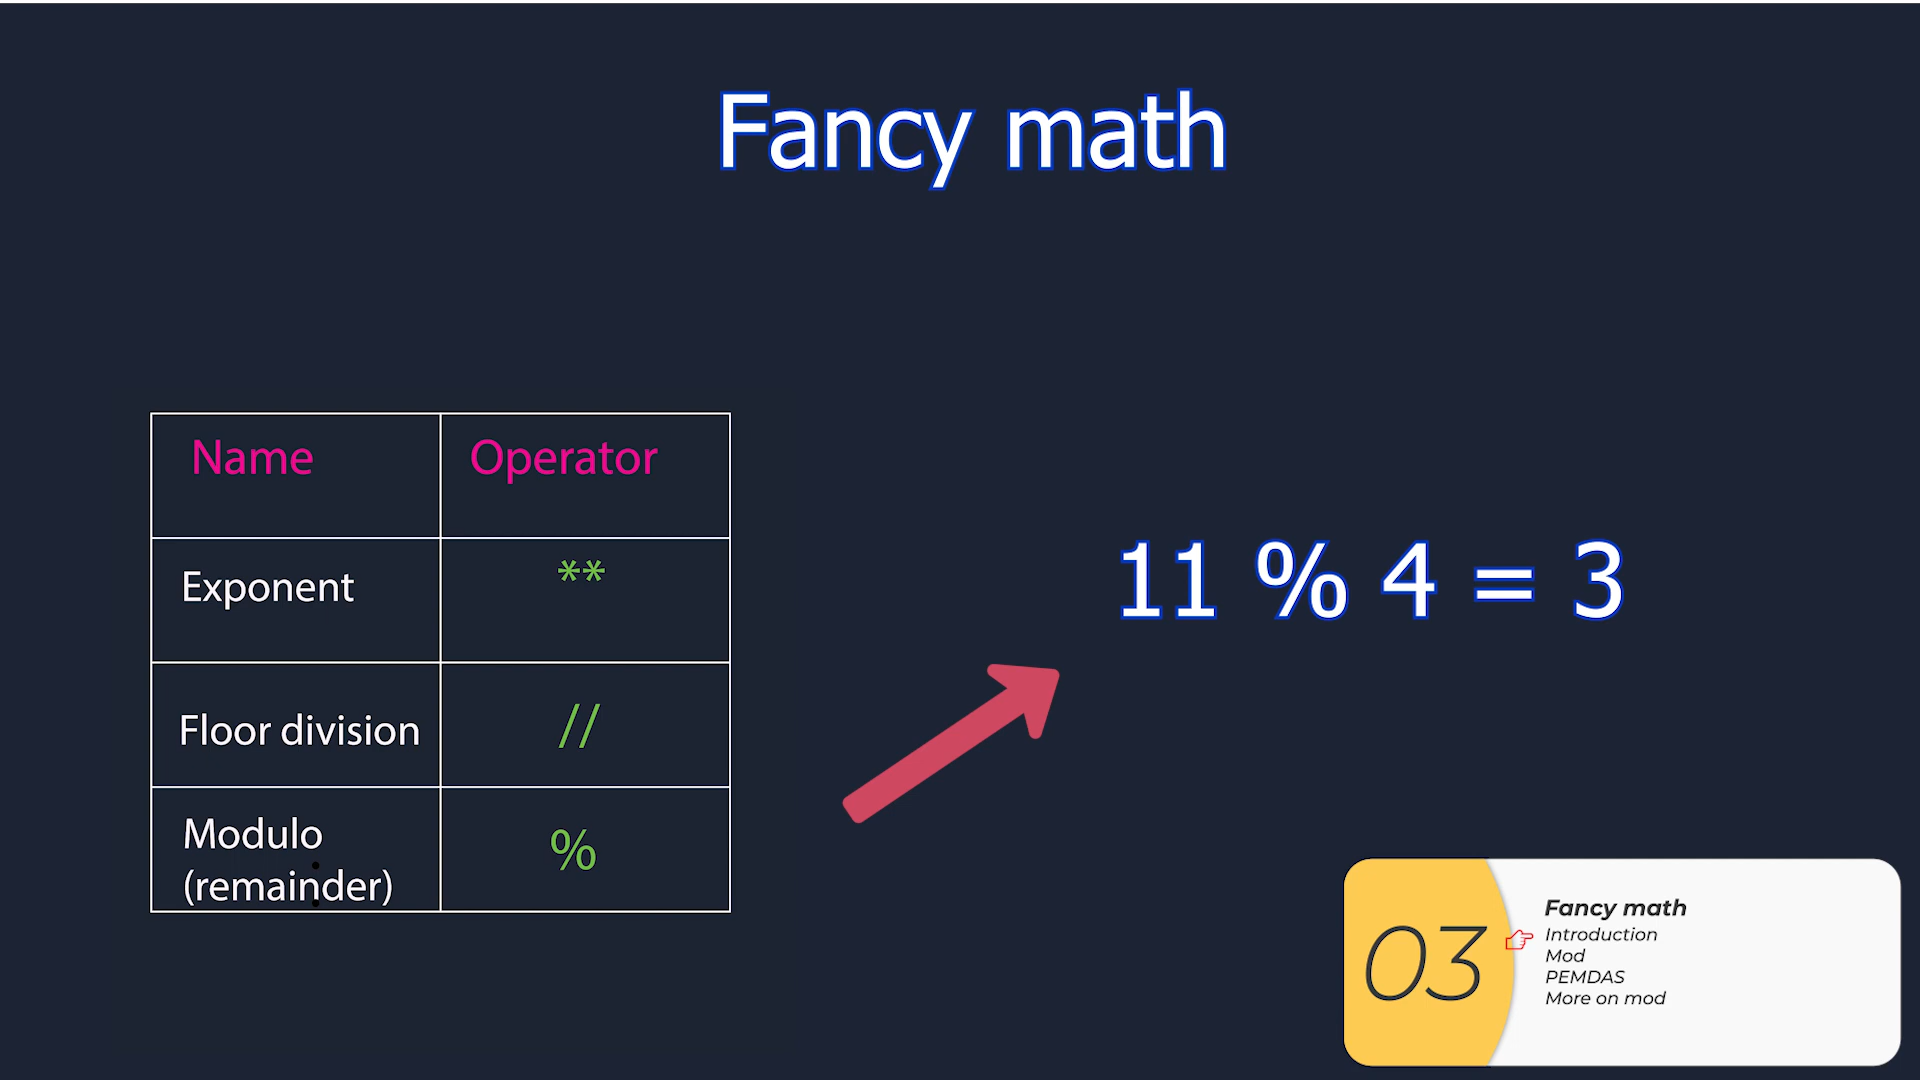 Fancy math
Name Operator
Exponent **
Floor division //
Modulo
(remainder) %
11 % 4 = 3
03
Fancy math
Introduction
Mod
PEMDAS
More on mod